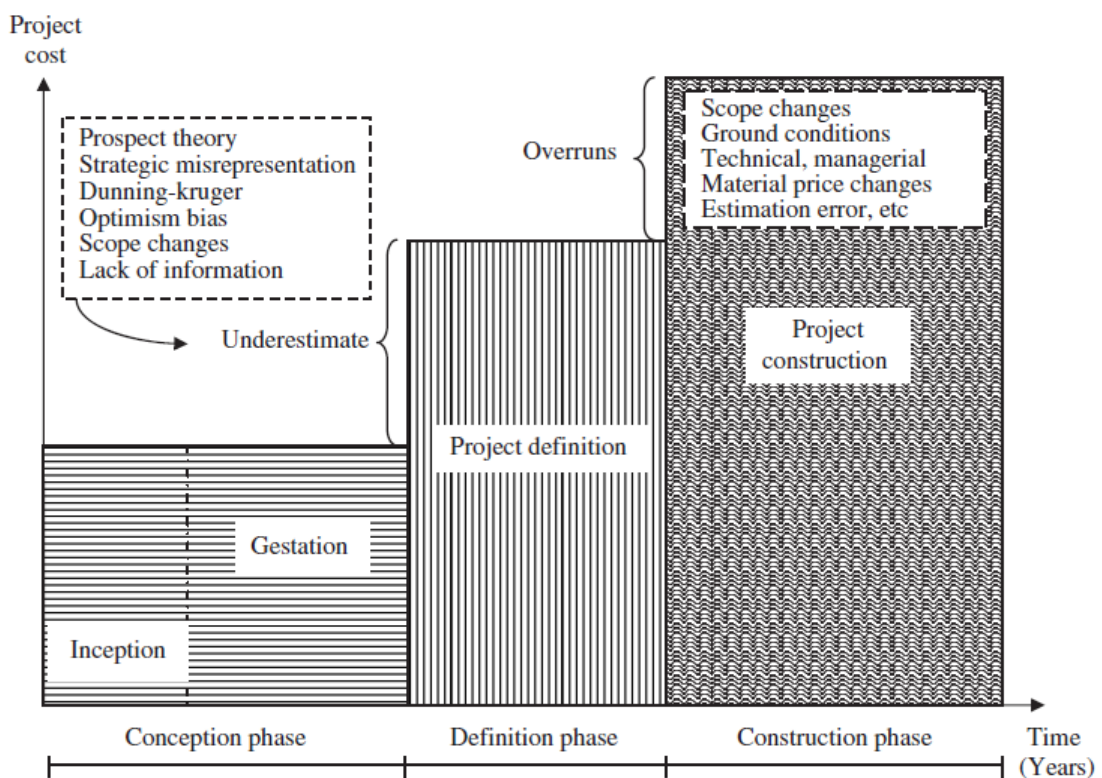 Project
cost
Prospect theory
Strategic misrepresentation
Dunning-kruger
Optimism bias
Scope changes
Lack of information
Underestimate
Overruns
Scope changes
Ground conditions
Technical, managerial
Material price changes
Estimation error, etc
Project
construction
Project definition
Gestation
Inception
Conception phase
Definition phase
Construction phase
Time
(Years)